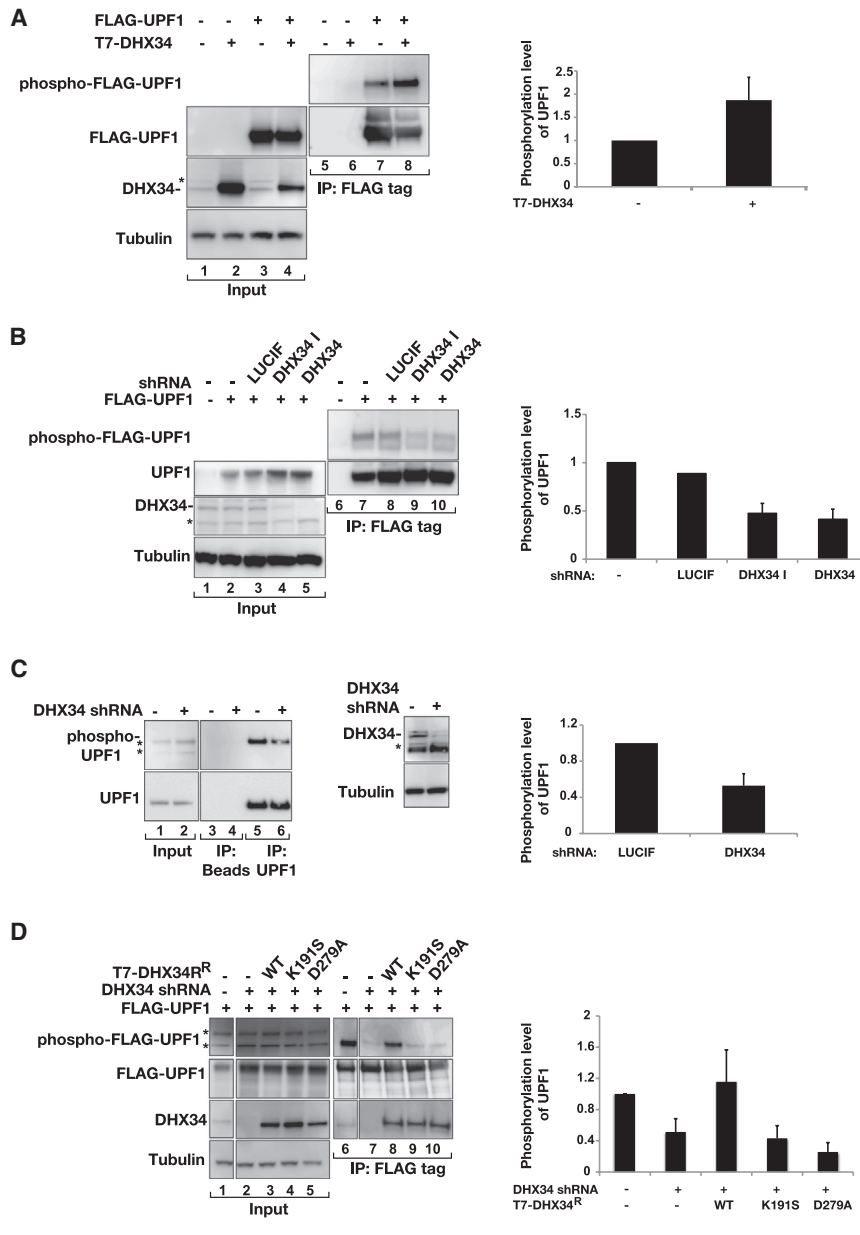 A
FLAG-UPF1 - - + + - - + +
T7-DHX34 - + - + - + - +
phospho-FLAG-UPF1
FLAG-UPF1
DHX34-*
Tubulin
5 6 7 8
IP: FLAG tag
1 2 3 4
Input
Phosphorylation level
of UPF1
2.5
2
1.5
1
0.5
0
T7-DHX34 - +
B
shRNA - - LUCIF DHX34 I DHX34 - - LUCIF DHX34 I DHX34
FLAG-UPF1 - + + + + - + + + +
phospho-FLAG-UPF1
UPF1
DHX34-
*
Tubulin
6 7 8 9 10
IP: FLAG tag
1 2 3 4 5
Input
Phosphorylation level
of UPF1
1.5
1
0.5
0
shRNA: - LUCIF DHX34 I DHX34
C
DHX34 shRNA - + - + - +
phospho-
UPF1
*
*
UPF1
1 2 3 4 5 6
Input IP: IP:
Beads UPF1
DHX34
shRNA - +
DHX34-
*
Tubulin
Phosphorylation level
of UPF1
1.2
0.8
0.4
0
shRNA: LUCIF DHX34
D
T7-DHX34R^R - - WT K191S D279A - - WT K191S D279A
DHX34 shRNA - + + + + - + + + +
FLAG-UPF1 + + + + + + + + + +
phospho-FLAG-UPF1
*
*
FLAG-UPF1
DHX34
Tubulin
6 7 8 9 10
IP: FLAG tag
1 2 3 4 5
Input
Phosphorylation level
of UPF1
2
1.6
1.2
0.8
0.4
0
DHX34 shRNA - + + + +
T7-DHX34^R - - WT K191S D279A